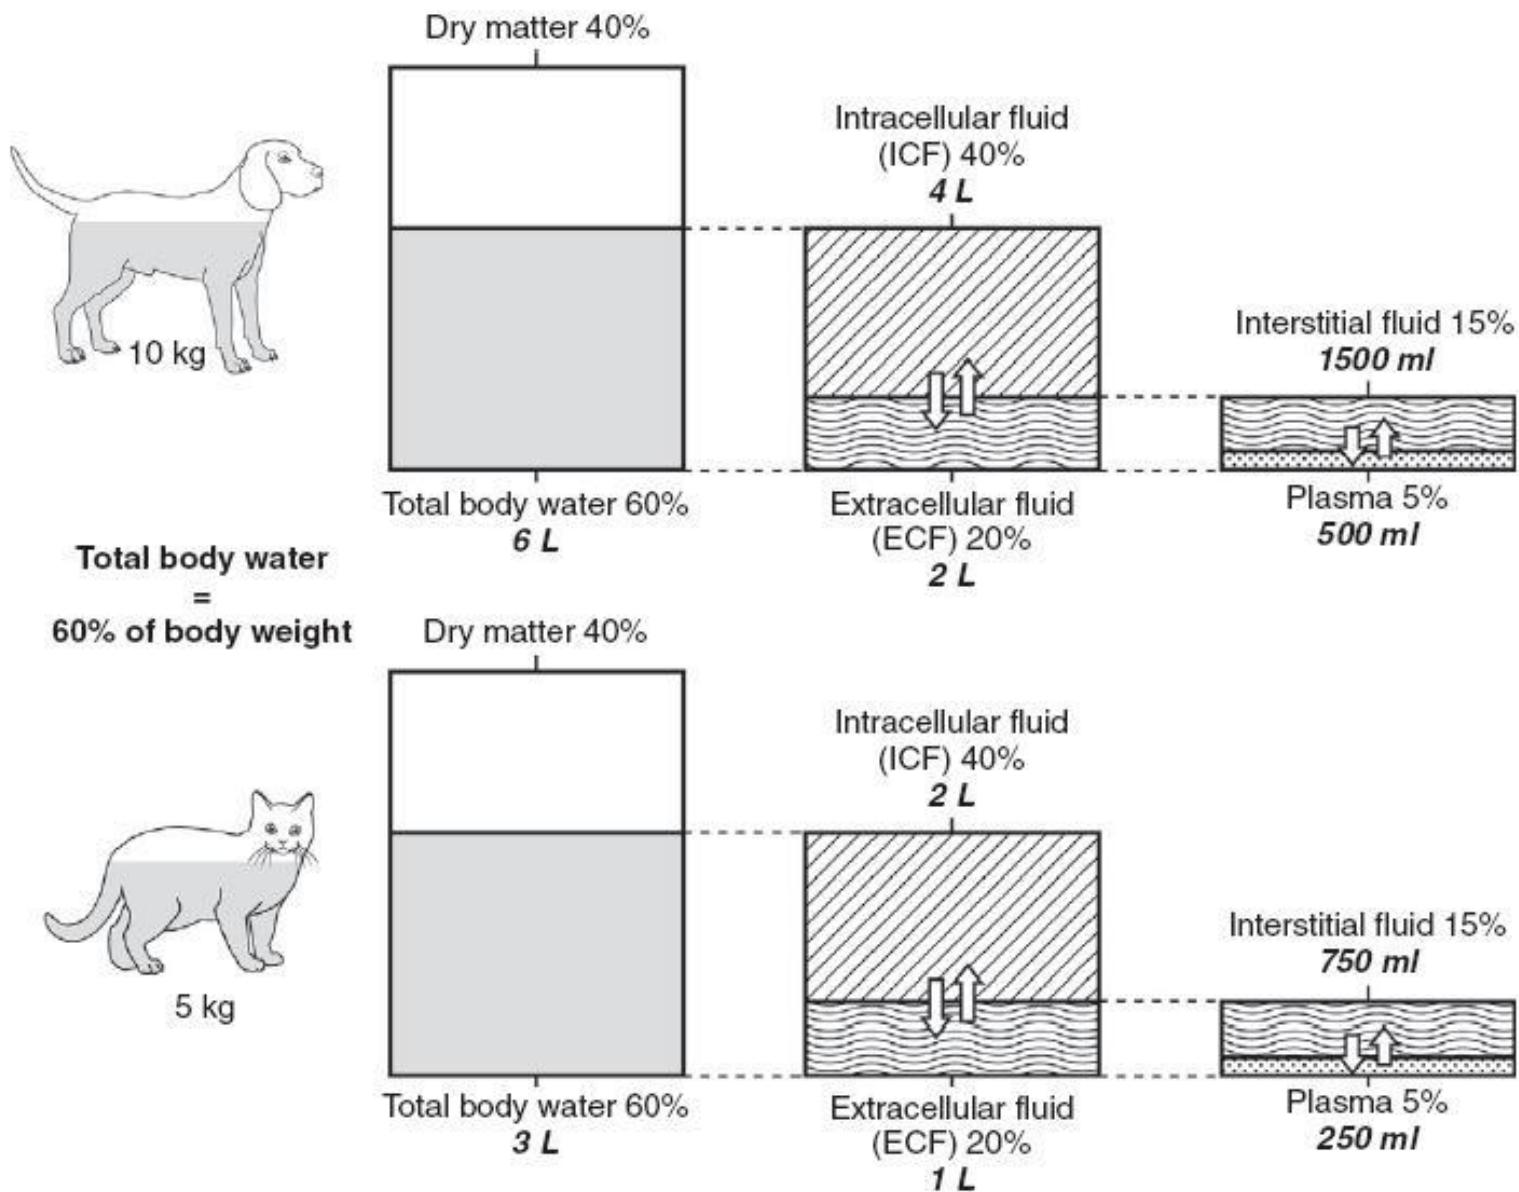 Dry matter 40%
Intracellular fluid
(ICF) 40%
4 L
Interstitial fluid 15%
1500 ml
10 kg
Total body water 60%
6 L
Extracellular fluid
(ECF) 20%
2 L
Plasma 5%
500 ml
Total body water
=
60% of body weight
Dry matter 40%
Intracellular fluid
(ICF) 40%
2 L
Interstitial fluid 15%
750 ml
5 kg
Total body water 60%
3 L
Extracellular fluid
(ECF) 20%
1 L
Plasma 5%
250 ml